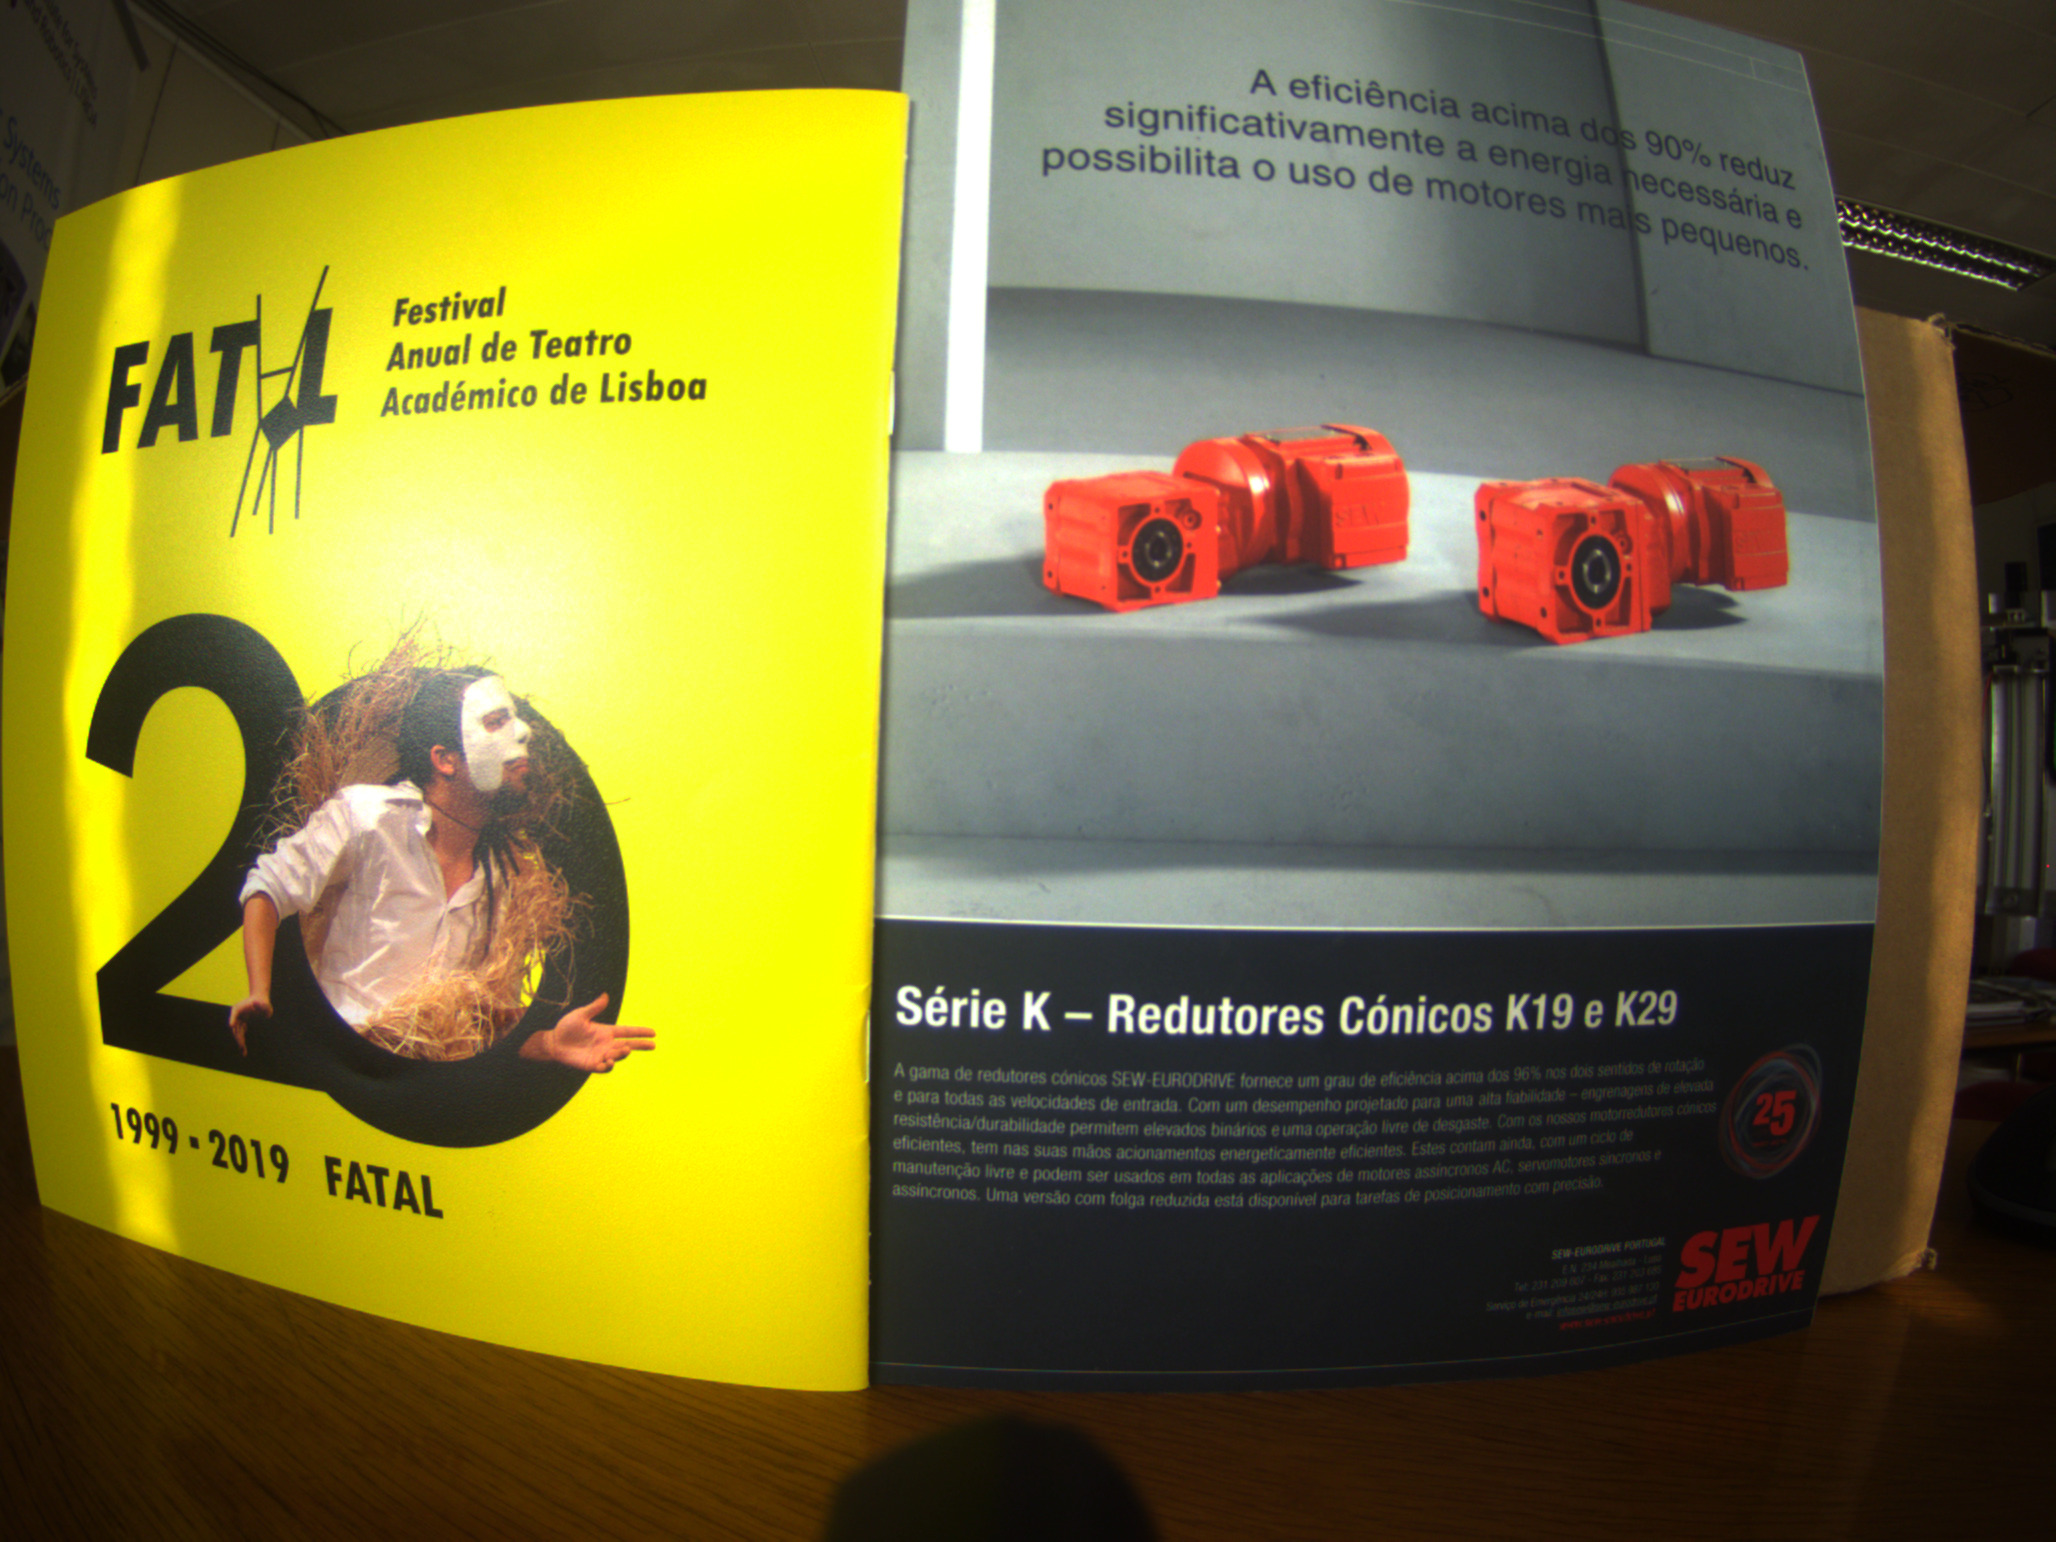 Systems
FATAL
Festival
Anual de Teatro
Académico de Lisboa
20
1999 - 2019 FATAL
A eficiência acima dos 90% reduz
significativamente a energia necessária e
possibilita o uso de motores mais pequenos.
SEW
Série K – Redutores Cónicos K19 e K29
A gama de redutores cónicos SEW-EURODRIVE fornece um grau de eficiência acima dos 96% nos dois sentidos de rotação
e para todas as velocidades de entrada. Com um desempenho projetado para uma alta fiabilidade – engrenagens de elevada
resistência/durabilidade permitem elevados binários e uma operação livre de desgaste. Com os nossos motorredutores cónicos
eficientes, tem nas suas mãos acionamentos energeticamente eficientes. Estes contam ainda, com um ciclo de
manutenção livre e podem ser usados em todas as aplicações de motores assíncronos AC, servomotores síncronos e
assíncronos. Uma versão com folga reduzida está disponível para tarefas de posicionamento com precisão.
25
SEW-EURODRIVE PORTUGAL
SEW
EURODRIVE